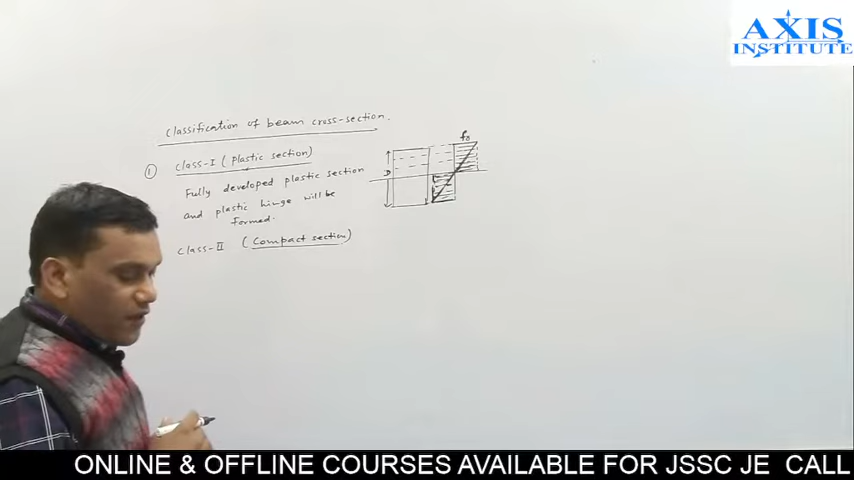 AXIS
INSTITUTE
Classification of beam cross-section.
① Class-I (Plastic section)
Fully developed plastic section
and plastic hinge will be
formed.
Class-II (Compact section)
D
ONLINE & OFFLINE COURSES AVAILABLE FOR JSSC JE CALL